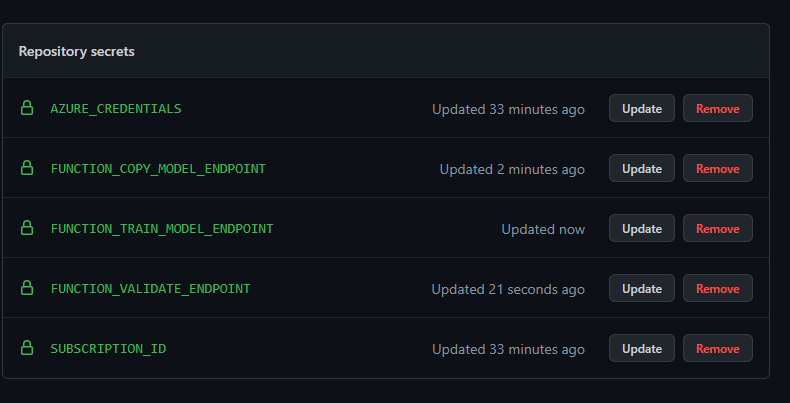 Repository secrets
AZURE_CREDENTIALS Updated 33 minutes ago Update Remove
FUNCTION_COPY_MODEL_ENDPOINT Updated 2 minutes ago Update Remove
FUNCTION_TRAIN_MODEL_ENDPOINT Updated now Update Remove
FUNCTION_VALIDATE_ENDPOINT Updated 21 seconds ago Update Remove
SUBSCRIPTION_ID Updated 33 minutes ago Update Remove